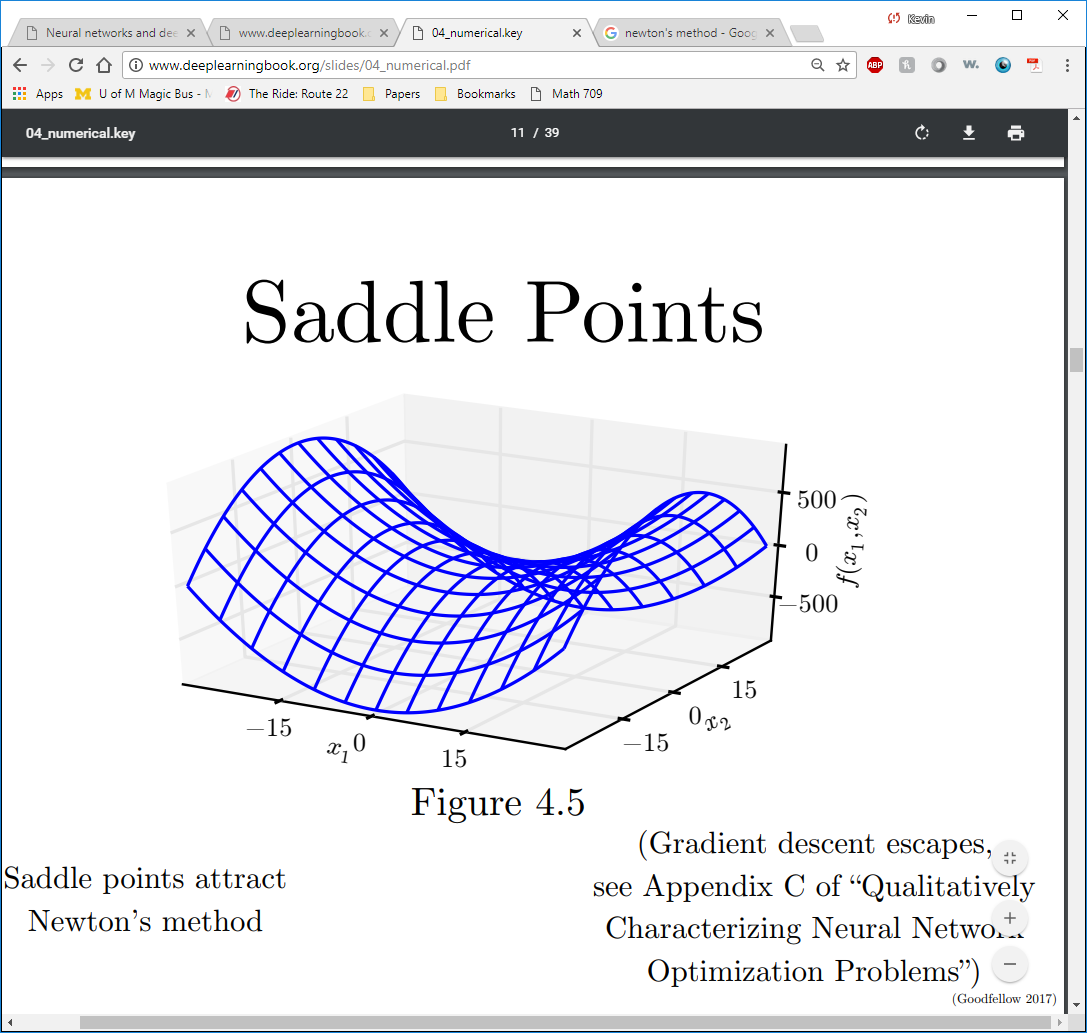 Kevin
Neural networks and dee
www.deeplearningbook.c
04_numerical.key
newton's method - Goog
www.deeplearningbook.org/slides/04_numerical.pdf
ABP
W.
Apps
M U of M Magic Bus - M
The Ride: Route 22
Papers
Bookmarks
Math 709
04_numerical.key
11 / 39
Saddle Points
500
0
−500
f(x1,x2)
15
0
−15
x2
−15
x1
0
15
Figure 4.5
(Gradient descent escapes,
see Appendix C of “Qualitatively
Characterizing Neural Network
Optimization Problems”)
Saddle points attract
Newton’s method
(Goodfellow 2017)